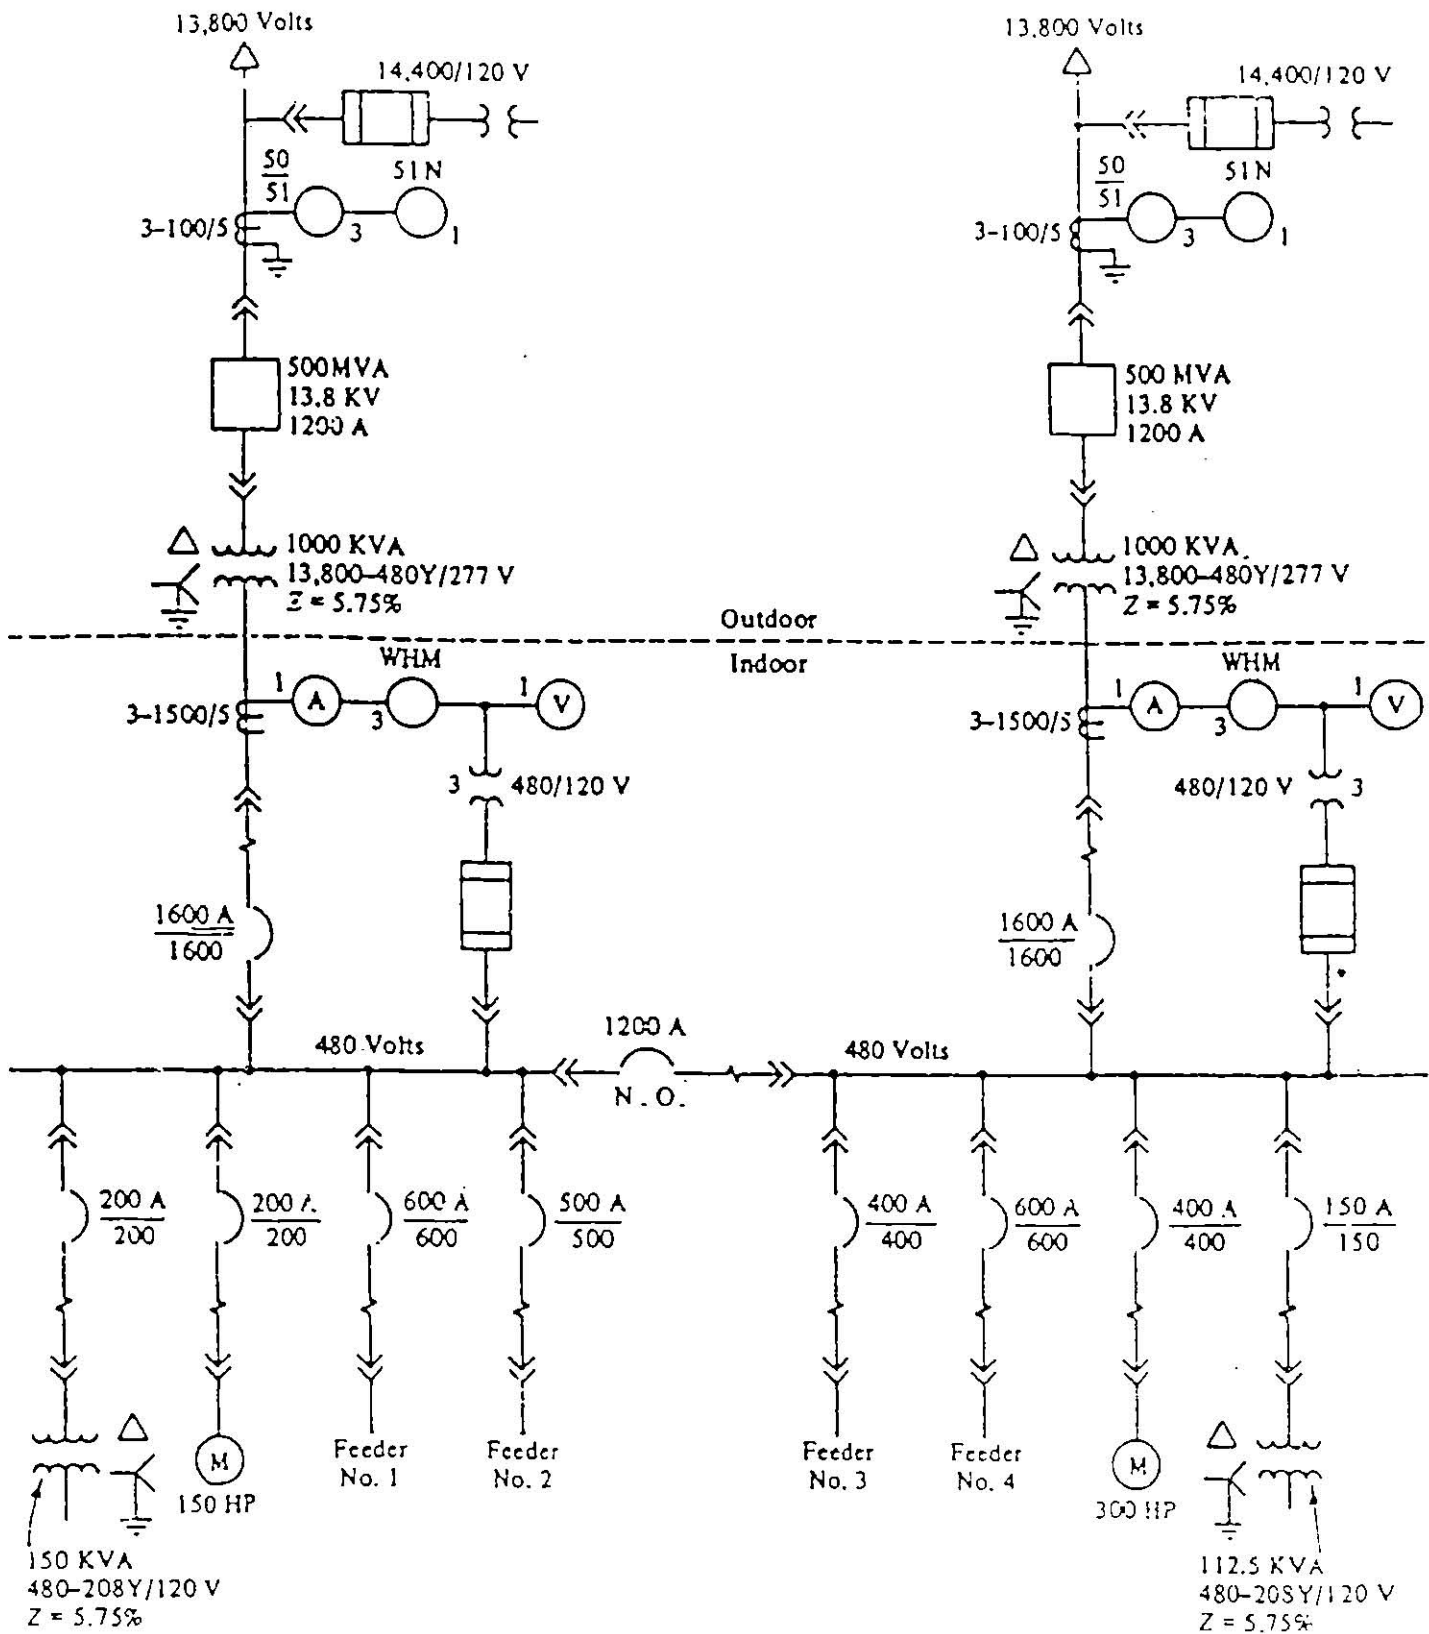 13,800 Volts
14,400/120 V
50
51
51N
3-100/5
3
1
500MVA
13.8 KV
1200 A
1000 KVA
13,800-480Y/277 V
Z = 5.75%
13,800 Volts
14,400/120 V
50
51
51N
3-100/5
3
1
500 MVA
13.8 KV
1200 A
1000 KVA
13,800-480Y/277 V
Z = 5.75%
Outdoor
Indoor
WHM
1
A
3
1
V
3-1500/5
3
480/120 V
1600 A
1600
WHM
1
A
3
1
V
3-1500/5
480/120 V
3
1600 A
1600
480 Volts
1200 A
N.O.
480 Volts
200 A
200
200 A
200
600 A
600
500 A
500
400 A
400
600 A
600
400 A
400
150 A
150
M
150 HP
Feeder
No. 1
Feeder
No. 2
Feeder
No. 3
Feeder
No. 4
M
300 HP
150 KVA
480-208Y/120 V
Z = 5.75%
112.5 KVA
480-208Y/120 V
Z = 5.75%